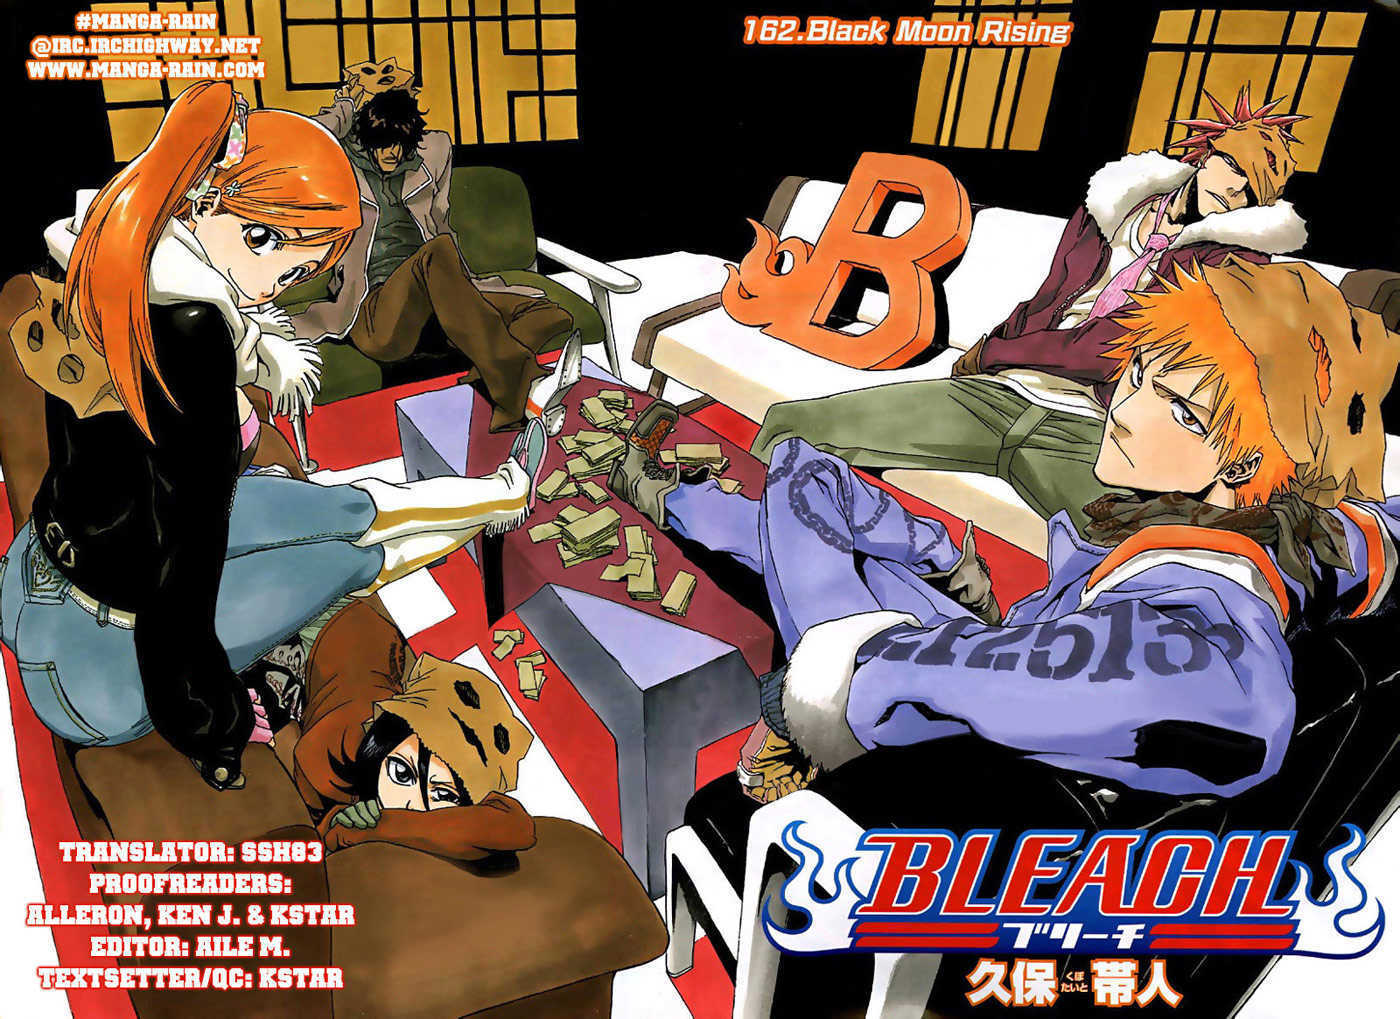 #MANGA-RAIN
@IRC.IRCHIGHWAY.NET
WWW.MANGA-RAIN.COM
162.Black Moon Rising
B
TRANSLATOR: SSH83
PROOFREADERS:
ALLERON, KEN J. & KSTAR
EDITOR: AILE M.
TEXTSETTER/QC: KSTAR
BLEACH
ブリーチ
久保帯人
くぼ
たいと